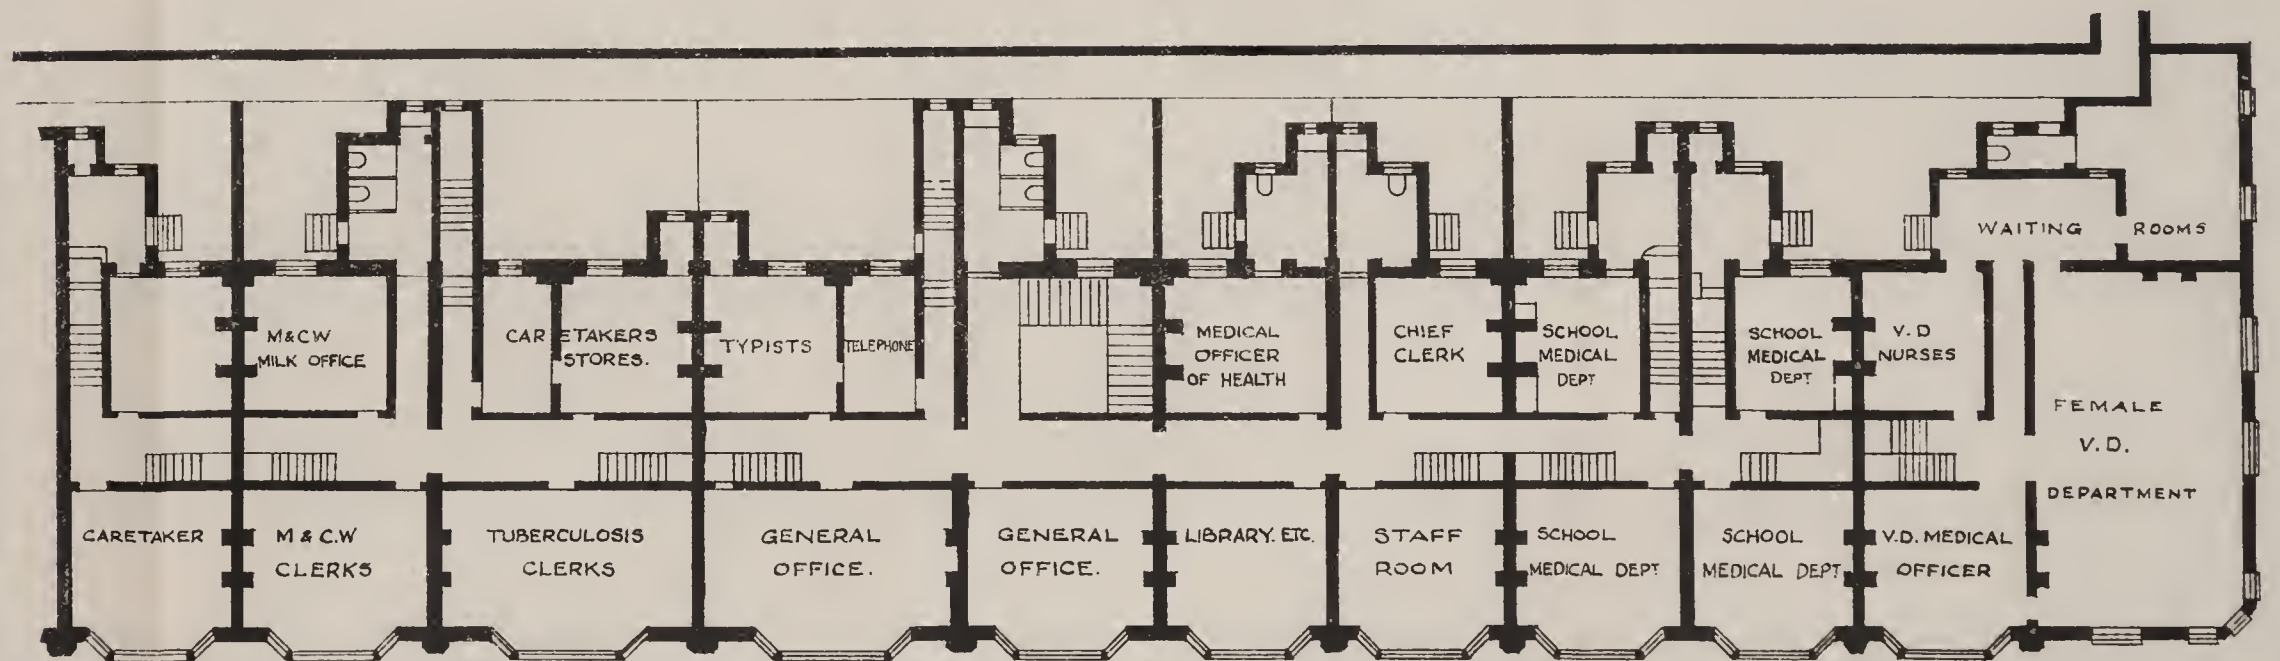 WAITING ROOMS
M&CW
MILK OFFICE
CARETAKERS
STORES.
TYPISTS
TELEPHONE
MEDICAL
OFFICER
OF HEALTH
CHIEF
CLERK
SCHOOL
MEDICAL
DEPT
SCHOOL
MEDICAL
DEPT
V.D
NURSES
FEMALE
V.D.
DEPARTMENT
CARETAKER
M & C.W
CLERKS
TUBERCULOSIS
CLERKS
GENERAL
OFFICE.
GENERAL
OFFICE.
LIBRARY. ETC.
STAFF
ROOM
SCHOOL
MEDICAL DEPT
SCHOOL
MEDICAL DEPT
V.D. MEDICAL
OFFICER